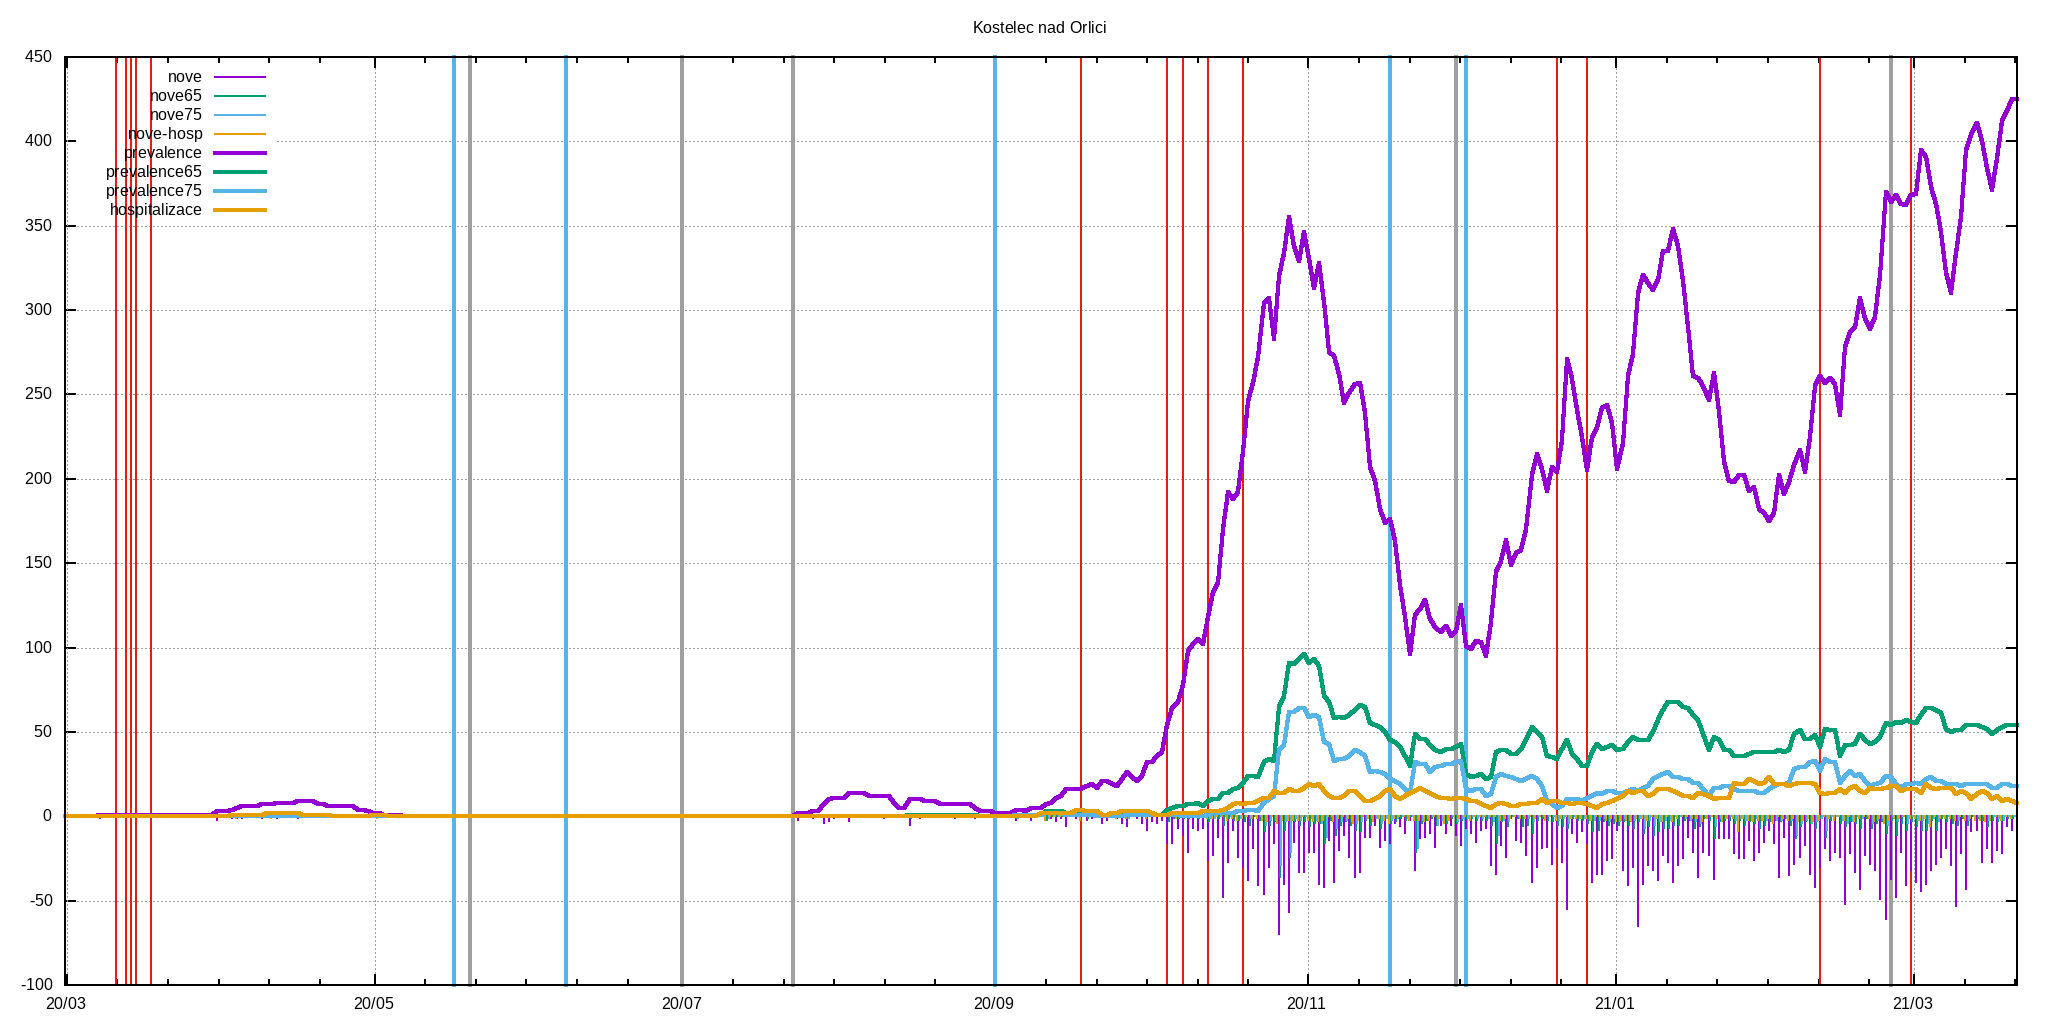 Kostelec nad Orlici
450
400
350
300
250
200
150
100
50
0
-50
-100
nove
nove65
nove75
nove-hosp
prevalence
prevalence65
prevalence75
hospitalizace
20/03 20/05 20/07 20/09 20/11 21/01 21/03